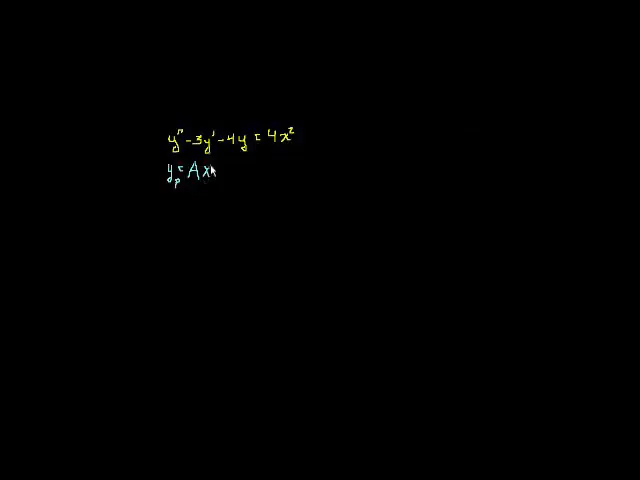 y'' - 3y' - 4y = 4x²
yₚ = Ax